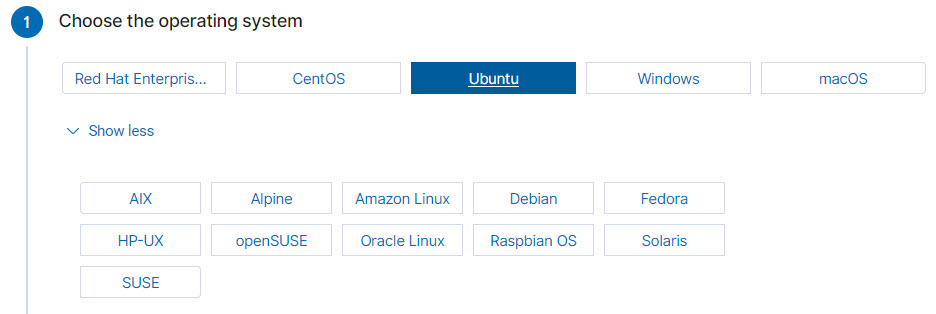 1 Choose the operating system
Red Hat Enterpris... CentOS Ubuntu Windows macOS
Show less
AIX Alpine Amazon Linux Debian Fedora
HP-UX openSUSE Oracle Linux Raspbian OS Solaris
SUSE